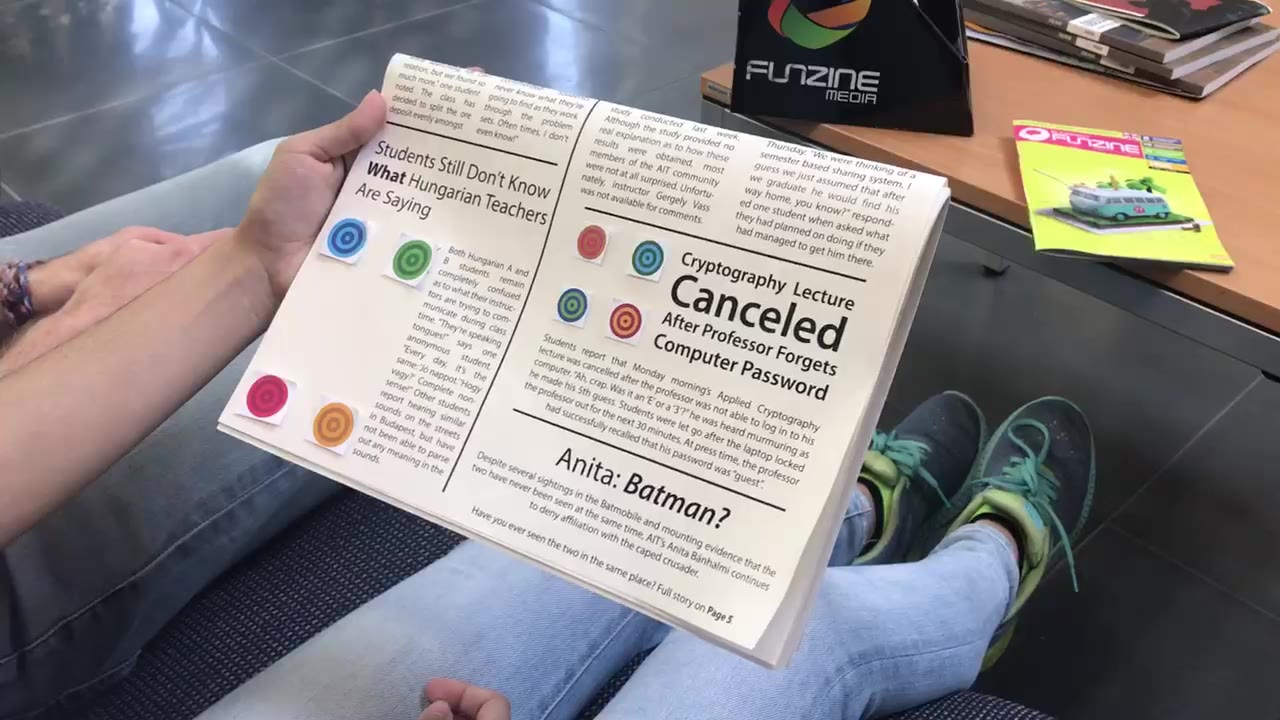 relation, but we found so
much more," one student
noted. The class has
decided to split the ore
deposit evenly amongst
never know what they're
going to find as they work
through the problem
sets. Often times, I don't
even know!"
Students Still Don't Know
What Hungarian Teachers
Are Saying
Both Hungarian A and
B students remain
completely confused
as to what their instruc-
tors are trying to com-
municate during class
time. "They're speaking
tongues!" says one
anonymous student.
"Every day, it's the
same: 'Jo nappot.' 'Hogy
vagy?' Complete non-
sense!" Other students
report hearing similar
sounds on the streets
in Budapest, but have
not been able to parse
out any meaning in the
sounds.
study conducted last week.
Although the study provided no
real explanation as to how these
results were obtained, most
members of the AIT community
were not at all surprised. Unfortu-
nately, instructor Gergely Vass
was not available for comments.
Thursday. "We were thinking of a
semester based sharing system. I
guess we just assumed that after
we graduate he would find his
way home, you know?" respond-
ed one student when asked what
they had planned on doing if they
had managed to get him there.
Cryptography Lecture
Canceled
After Professor Forgets
Computer Password
Students report that Monday morning's Applied Cryptography
lecture was cancelled after the professor was not able to log in to his
computer. "Ah, crap. Was it an 'E' or a '3'?" he was heard murmuring as
he made his 5th guess. Students were let go after the laptop locked
the professor out for the next 30 minutes. At press time, the professor
had successfully recalled that his password was "guest".
Anita: Batman?
Despite several sightings in the Batmobile and mounting evidence that the
two have never been seen at the same time, AIT's Anita Bánhalmi continues
to deny affiliation with the caped crusader.
Have you ever seen the two in the same place? Full story on Page 5.
FUNZINE
MEDIA
FUNZINE